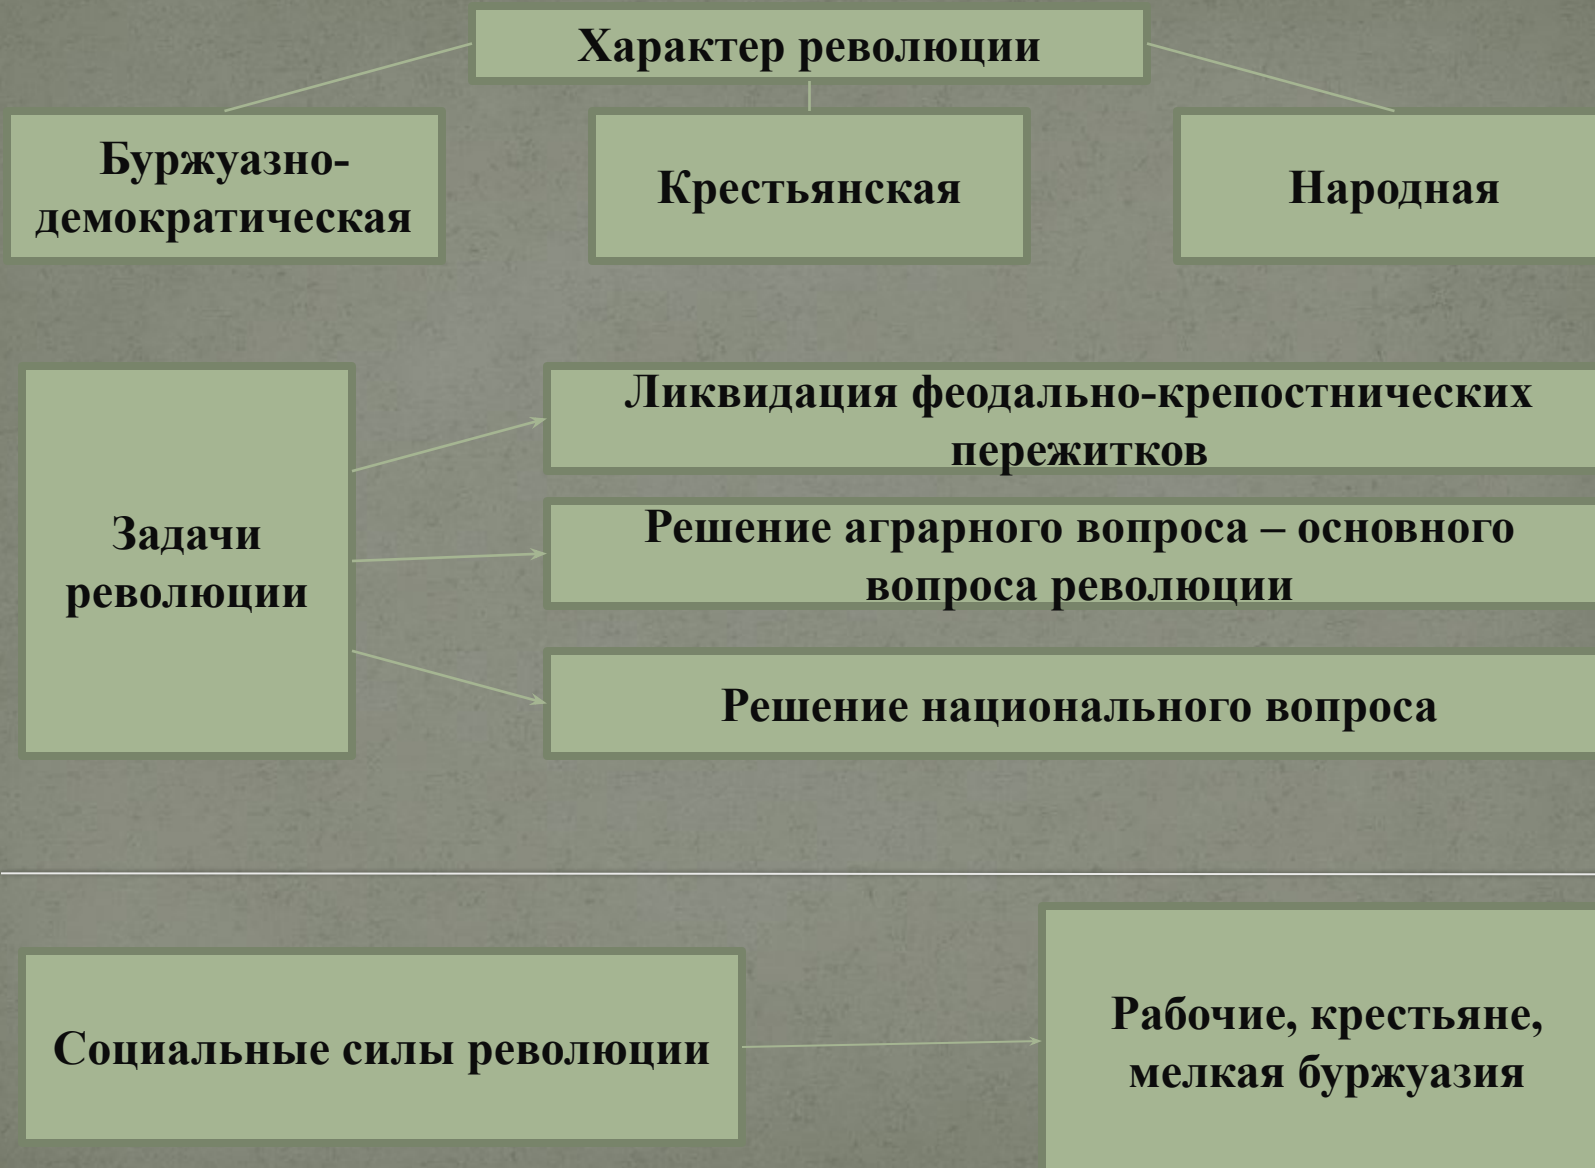 Характер революции
Буржуазно-
демократическая
Крестьянская
Народная
Задачи
революции
Ликвидация феодально-крепостнических
пережитков
Решение аграрного вопроса – основного
вопроса революции
Решение национального вопроса
Социальные силы революции
Рабочие, крестьяне,
мелкая буржуазия